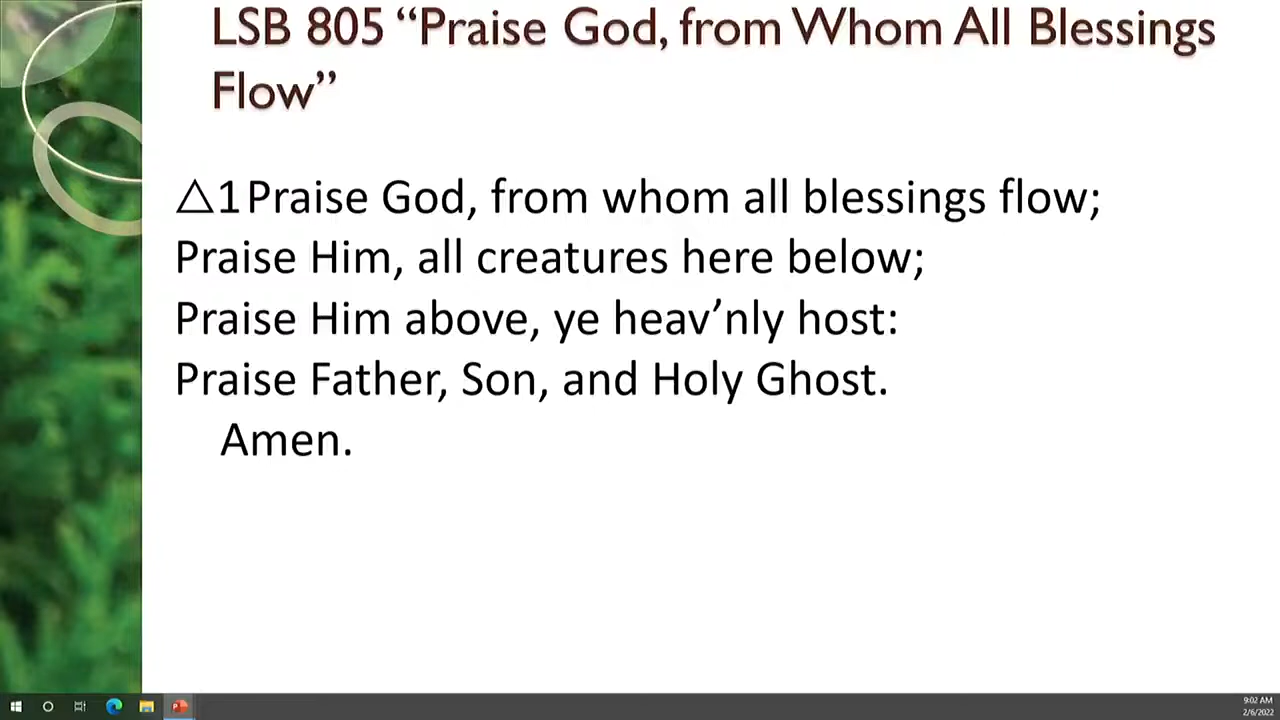 LSB 805 “Praise God, from Whom All Blessings
Flow”
△1Praise God, from whom all blessings flow;
Praise Him, all creatures here below;
Praise Him above, ye heav’nly host:
Praise Father, Son, and Holy Ghost.
Amen.
9:02 AM
2/6/2022